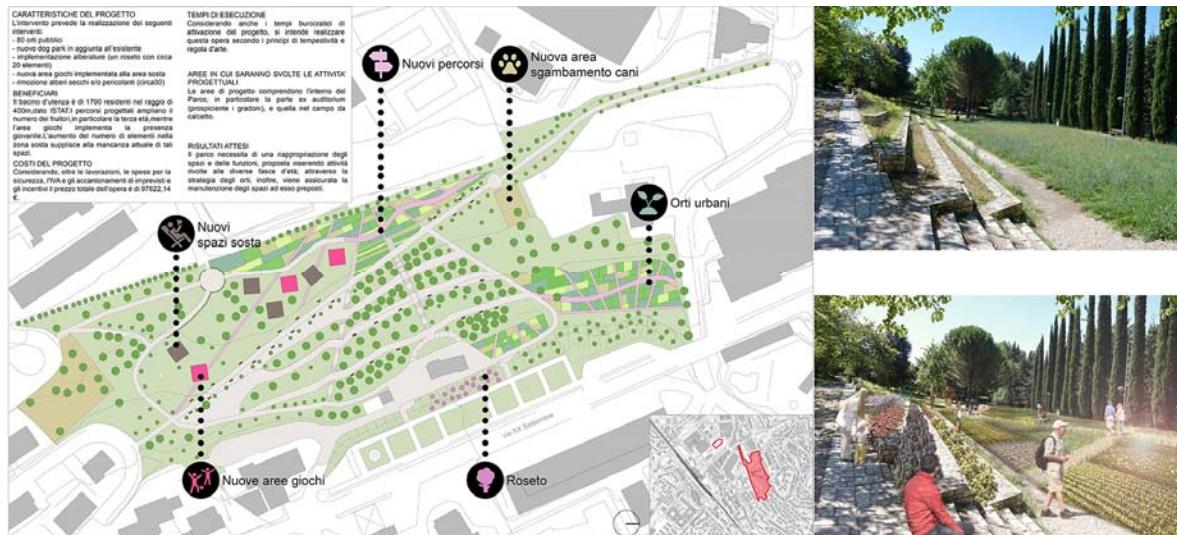 CARATTERISTICHE DEL PROGETTO
L'intervento prevede la realizzazione dei seguenti
interventi:
- 80 orti pubblici
- nuovo dog park in aggiunta all'esistente
- implementazione alberature (un roseto con circa
20 elementi)
- nuova area giochi implementata alla area sosta
- rimozione alberi secchi e/o pericolanti (circa30)
BENEFICIARI
Il bacino d'utenza è di 1790 residenti nel raggio di
400m,dato ISTAT.I percorsi progettati ampliano il
numero dei fruitori,in particolare la terza età,mentre
l'area giochi implementa la presenza
giovanile.L'aumento del numero di elementi nella
zona sosta supplisce alla mancanza attuale di tali
spazi.
COSTI DEL PROGETTO
Considerando, oltre le lavorazioni, le spese per la
sicurezza, l'IVA e gli accantonamenti di imprevisti e
gli incentivi il prezzo totale dell'opera è di 97622,14
€.
TEMPI DI ESECUZIONE
Considerando anche i tempi burocratici di
attivazione del progetto, si intende realizzare
questa opera secondo i principi di tempestività e
regola d'arte.
AREE IN CUI SARANNO SVOLTE LE ATTIVITA'
PROGETTUALI
Le aree di progetto comprendono l'interno del
Parco, in particolare la parte ex auditorium
(prospiciente i gradoni), e quella nel campo da
calcetto.
RISULTATI ATTESI
Il parco necessita di una riappropriazione degli
spazi e delle funzioni, proposta inserendo attività
rivolte alle diverse fasce d'età; attraverso la
strategia degli orti, inoltre, viene assicurata la
manutenzione degli spazi ad esso preposti.
Nuovi percorsi
Nuova area
sgambamento cani
Nuovi
spazi sosta
Orti urbani
Nuove aree giochi
Roseto
via XX Settembre